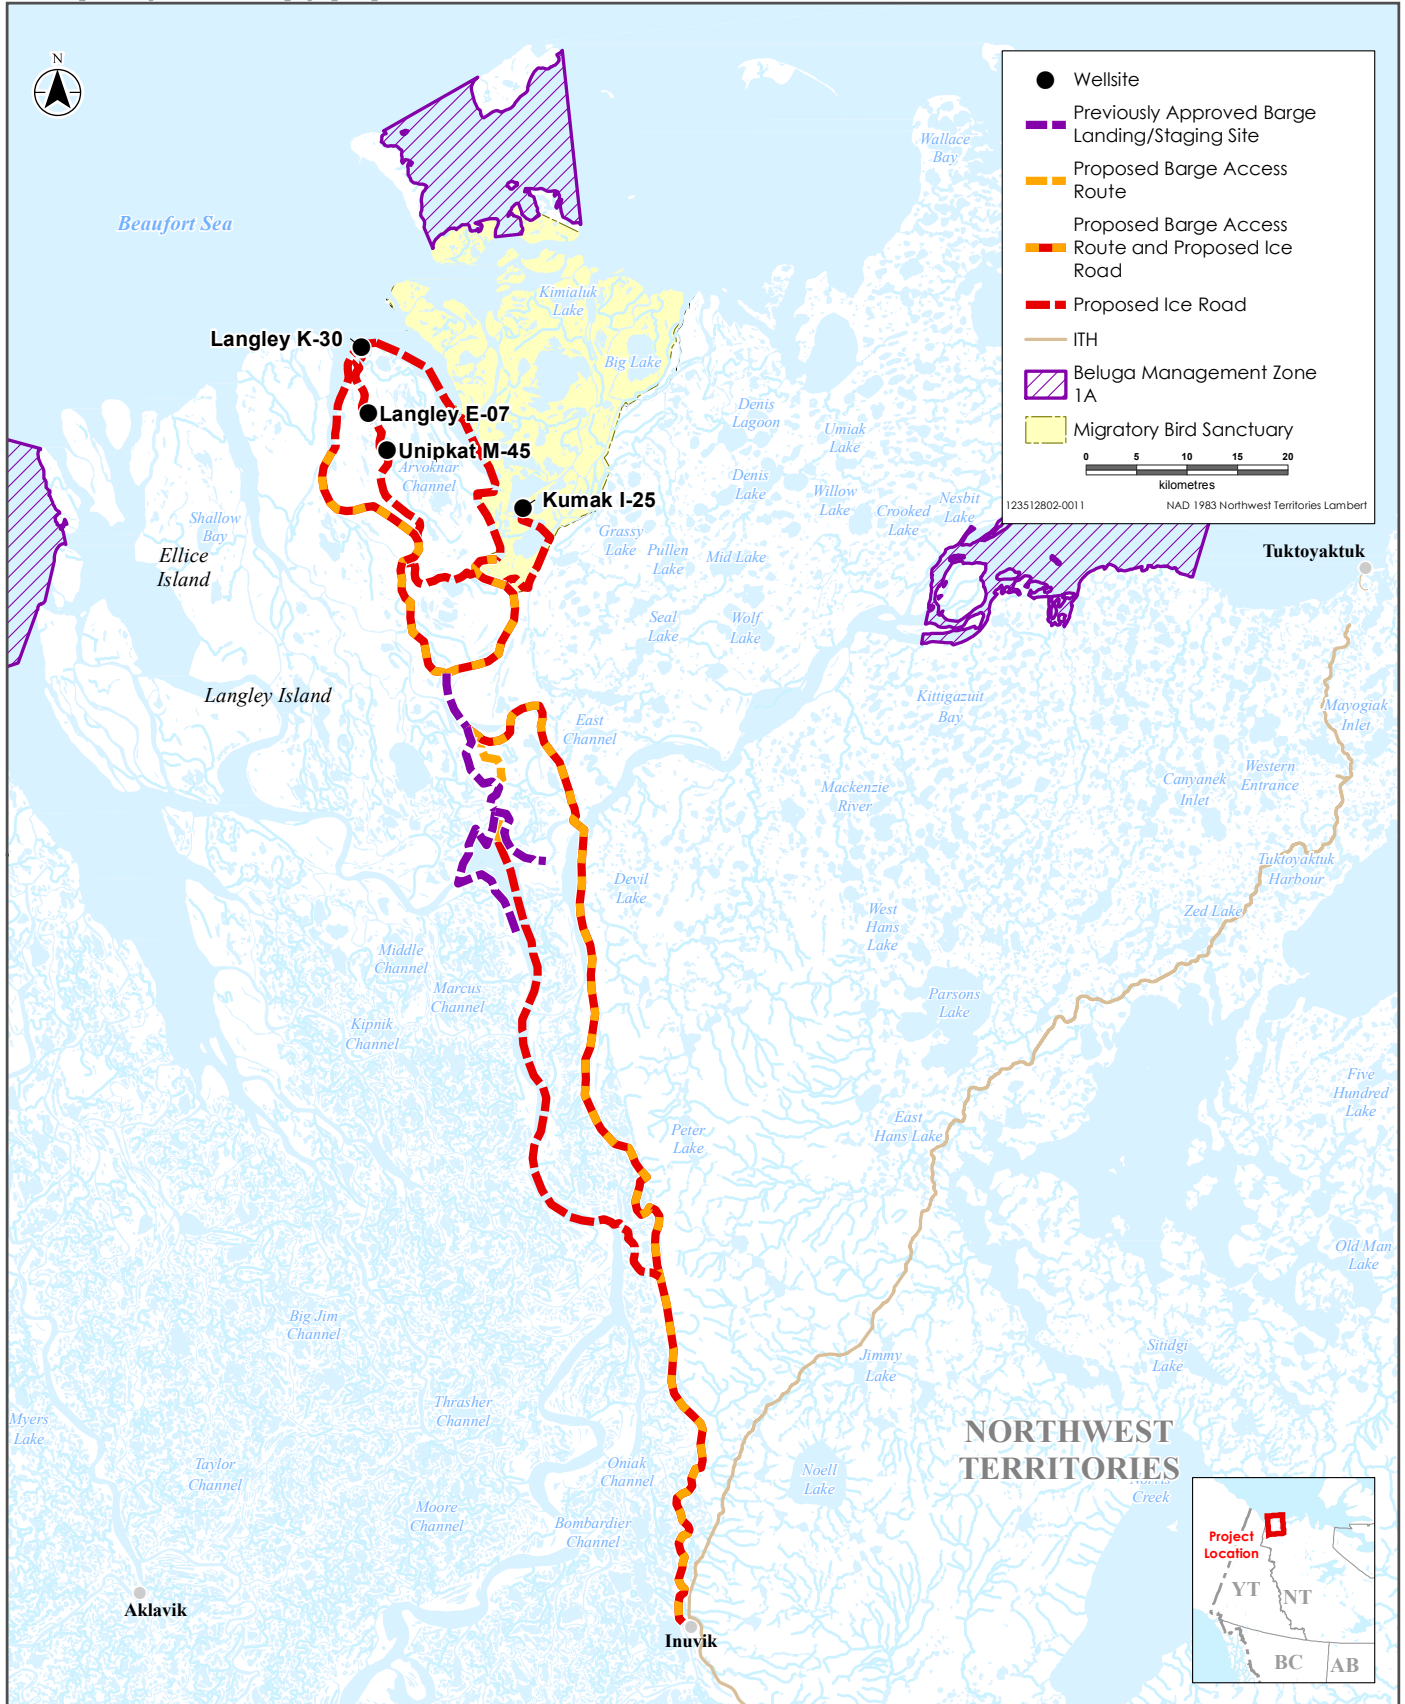 N
Wellsite
Previously Approved Barge
Landing/Staging Site
Proposed Barge Access
Route
Proposed Barge Access
Route and Proposed Ice
Road
Proposed Ice Road
ITH
Beluga Management Zone
1A
Migratory Bird Sanctuary
0 5 10 15 20
kilometres
123512802-0011
NAD 1983 Northwest Territories Lambert
Wallace
Bay
Beaufort Sea
Kimialuk
Lake
Langley K-30
Big Lake
Langley E-07
Denis
Lagoon
Umiak
Lake
Unipkat M-45
Arvoknar
Channel
Denis
Lake
Willow
Lake
Nesbit
Lake
Kumak I-25
Crooked
Lake
Shallow
Bay
Grassy
Lake
Pullen
Lake
Mid Lake
Ellice
Island
Tuktoyaktuk
Seal
Lake
Wolf
Lake
Langley Island
Kittigazuit
Bay
Mayogiak
Inlet
East
Channel
Western
Entrance
Canyanek
Inlet
Mackenzie
River
Tuktoyaktuk
Harbour
Devil
Lake
Zed Lake
West
Hans
Lake
Middle
Channel
Marcus
Channel
Parsons
Lake
Kipnik
Channel
Five
Hundred
Lake
East
Hans Lake
Peter
Lake
Old Man
Lake
Big Jim
Channel
Sitidgi
Lake
Jimmy
Lake
Thrasher
Channel
Myers
Lake
NORTHWEST
TERRITORIES
Taylor
Channel
Oniak
Channel
Noell
Lake
Norris
Creek
Moore
Channel
Bombardier
Channel
Project
Location
YT
NT
BC
AB
Aklavik
Inuvik